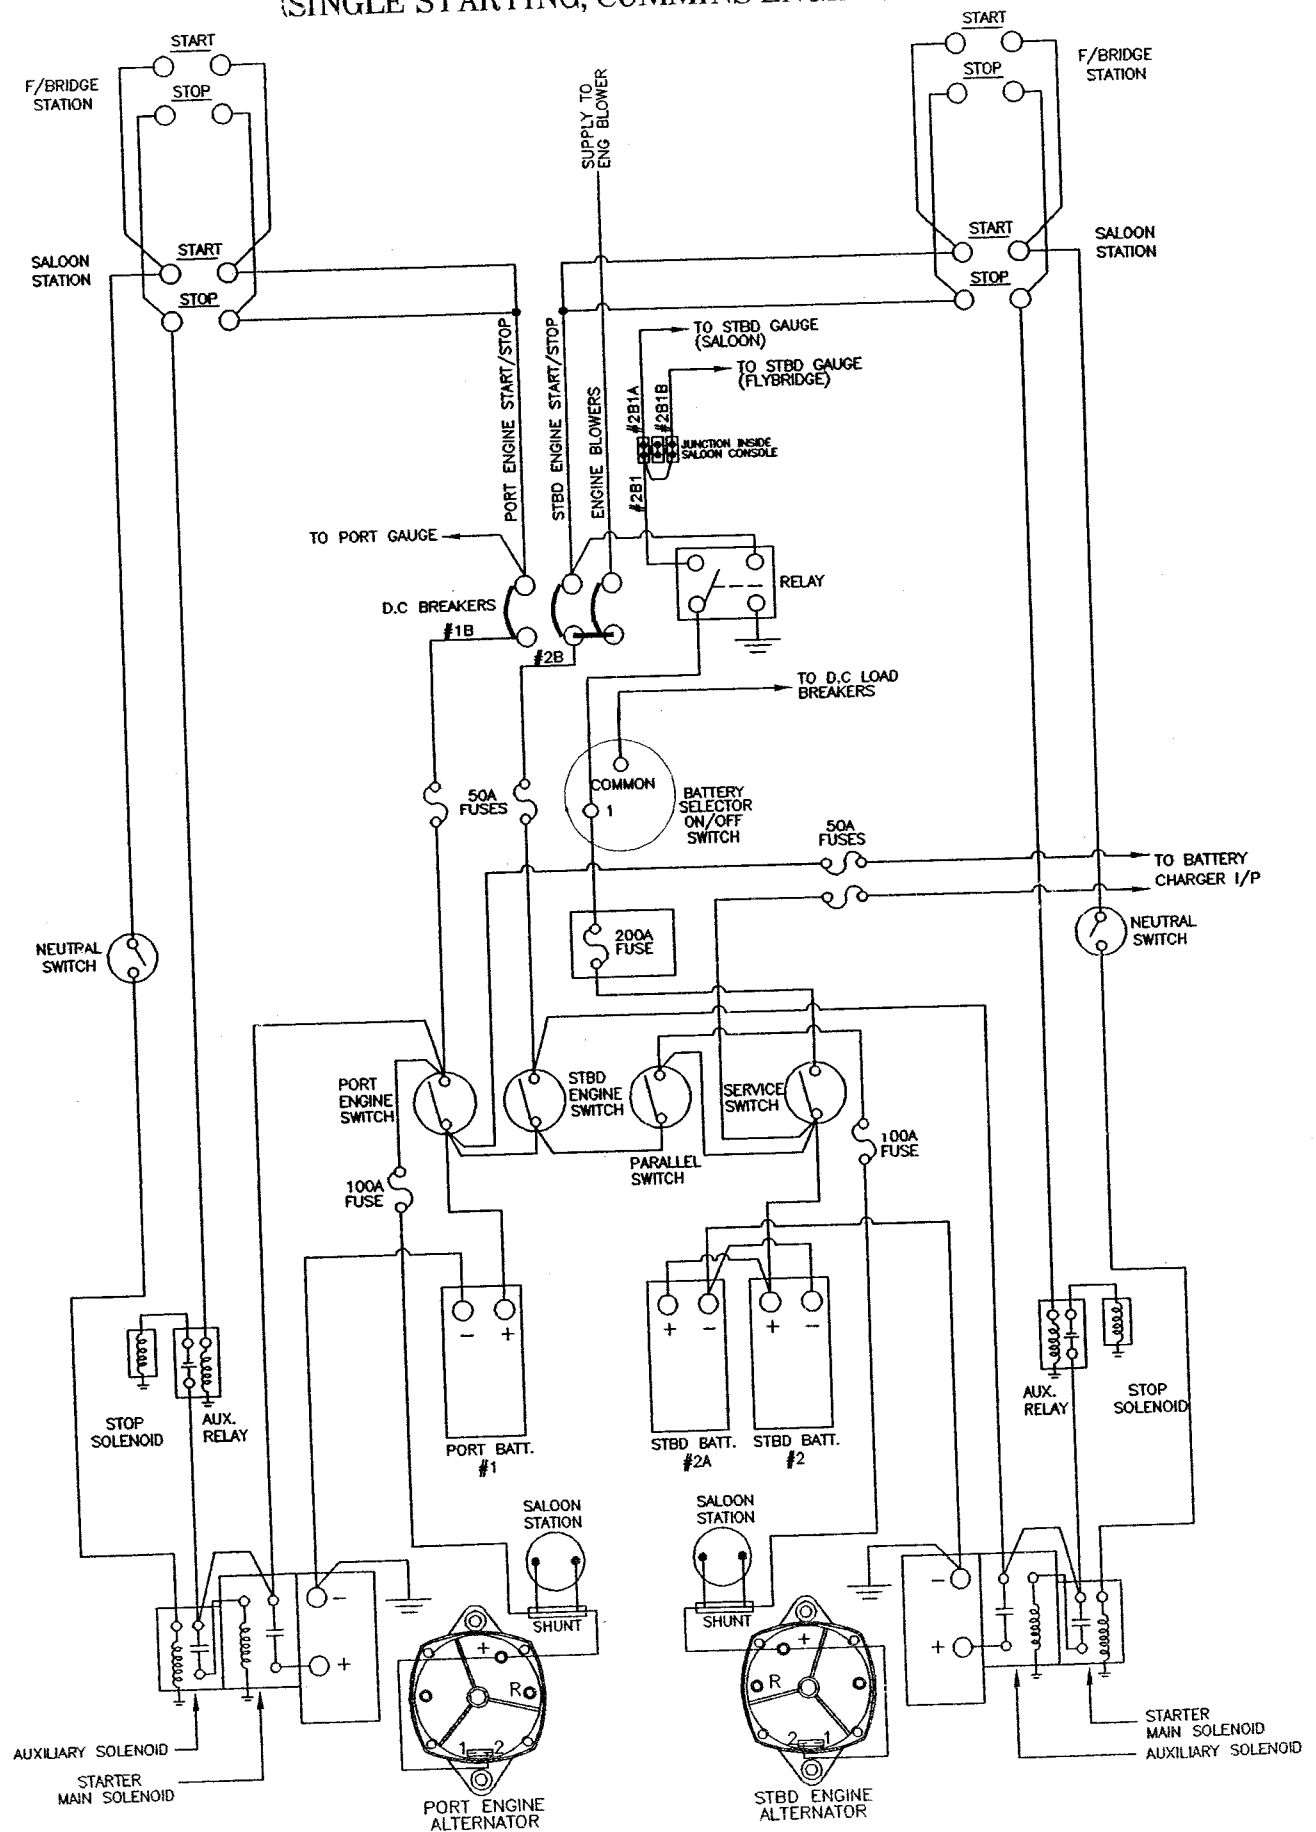 (SINGLE STARTING, CUMMINS
START
F/BRIDGE
STATION
STOP
START
F/BRIDGE
STATION
STOP
SUPPLY TO
ENG BLOWER
SALOON
STATION
START
STOP
START
SALOON
STATION
STOP
TO STBD GAUGE
(SALOON)
TO STBD GAUGE
(FLYBRIDGE)
PORT ENGINE START/STOP
STBD ENGINE START/STOP
ENGINE BLOWERS
#2B1A
#2B1B
JUNCTION INSIDE
SALOON CONSOLE
#2B1
TO PORT GAUGE
RELAY
D.C BREAKERS
#1B
#2B
TO D.C LOAD
BREAKERS
COMMON
1
BATTERY
SELECTOR
ON/OFF
SWITCH
50A
FUSES
50A
FUSES
TO BATTERY
CHARGER I/P
NEUTRAL
SWITCH
200A
FUSE
NEUTRAL
SWITCH
PORT
ENGINE
SWITCH
STBD
ENGINE
SWITCH
SERVICE
SWITCH
PARALLEL
SWITCH
100A
FUSE
100A
FUSE
- +
+ -
+ -
STOP
SOLENOID
AUX.
RELAY
PORT BATT.
#1
STBD BATT.
#2A
STBD BATT.
#2
AUX.
RELAY
STOP
SOLENOID
SALOON
STATION
SALOON
STATION
SHUNT
SHUNT
-
+
-
+
+
R
1 2
+
R
2 1
AUXILIARY SOLENOID
STARTER
MAIN SOLENOID
PORT ENGINE
ALTERNATOR
STBD ENGINE
ALTERNATOR
STARTER
MAIN SOLENOID
AUXILIARY SOLENOID